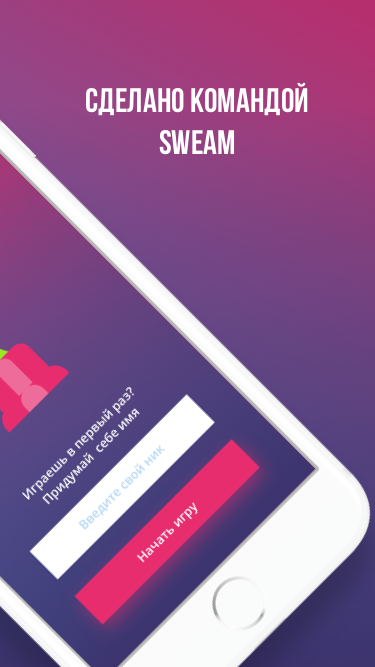 СДЕЛАНО КОМАНДОЙ
SWEAM
Играешь в первый раз?
Придумай себе имя
Введите свой ник
Начать игру